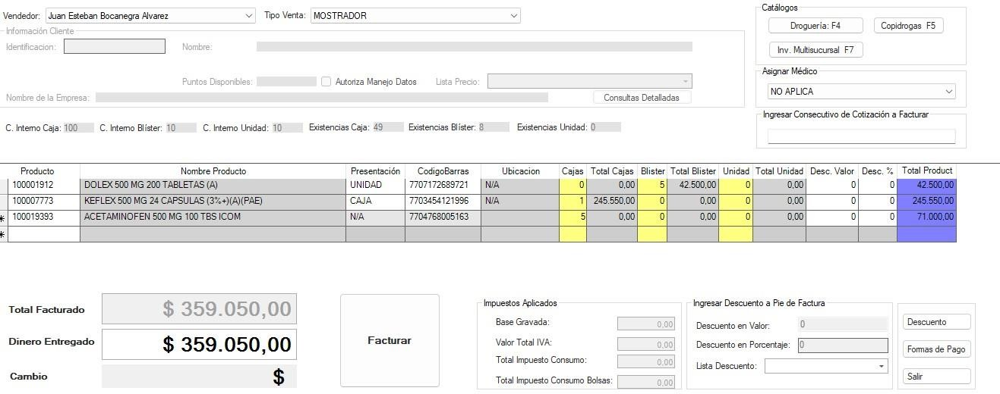 Vendedor: Juan Esteban Bocanegra Alvarez Tipo Venta: MOSTRADOR
Catálogos
Droguería: F4 Copidrogas F5
Inv. Multisucursal F7
Información Cliente
Identificacion: Nombre:
Puntos Disponibles: Autoriza Manejo Datos Lista Precio:
Nombre de la Empresa: Consultas Detalladas
Asignar Médico
NO APLICA
Ingresar Consecutivo de Cotización a Facturar
C. Interno Caja: 100 C. Interno Blíster: 10 C. Interno Unidad: 10 Existencias Caja: 49 Existencias Blíster: 8 Existencias Unidad: 0
Producto Nombre Producto Presentación CodigoBarras Ubicacion Cajas Total Cajas Blister Total Blister Unidad Total Unidad Desc. Valor Desc. % Total Product
100001912 DOLEX 500 MG 200 TABLETAS (A) UNIDAD 7707172689721 N/A 0 0,00 5 42.500,00 0 0,00 0 0 42.500,00
100007773 KEFLEX 500 MG 24 CAPSULAS (3%+)(A)(PAE) CAJA 7703454121996 N/A 1 245.550,00 0 0,00 0 0,00 0 0 245.550,00
* 100019393 ACETAMINOFEN 500 MG 100 TBS ICOM N/A 7704768005163 5 0,00 0 0,00 0 0,00 0 0 71.000,00
*
Total Facturado $ 359.050,00
Dinero Entregado $ 359.050,00
Cambio $
Facturar
Impuestos Aplicados
Base Gravada: 0,00
Valor Total IVA: 0,00
Total Impuesto Consumo: 0,00
Total Impuesto Consumo Bolsas: 0,00
Ingresar Descuento a Pie de Factura
Descuento en Valor: 0
Descuento en Porcentaje: 0
Lista Descuento:
Descuento
Formas de Pago
Salir